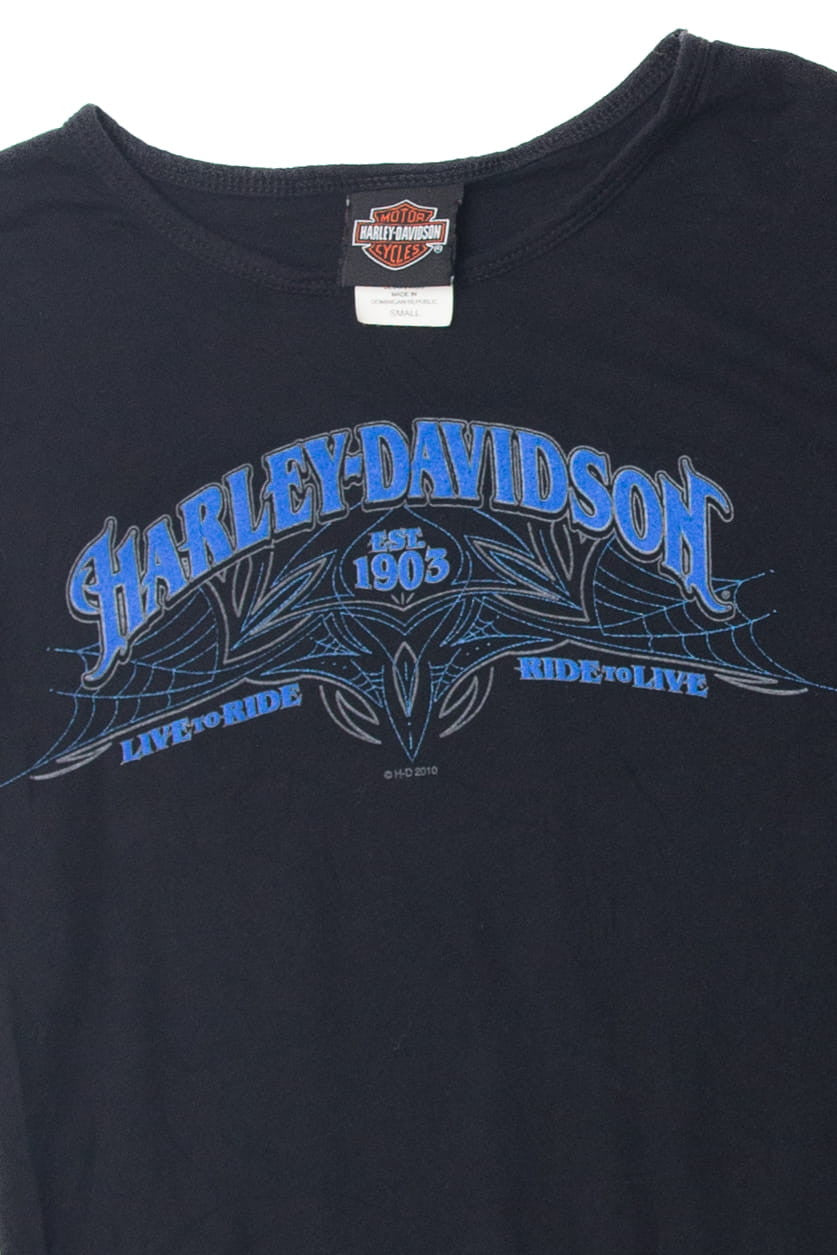 MOTOR
HARLEY-DAVIDSON
CYCLES
®
MADE IN
DOMINICAN REPUBLIC
SMALL
HARLEY-DAVIDSON
®
EST.
1903
LIVE TO RIDE
RIDE TO LIVE
© H-D 2010